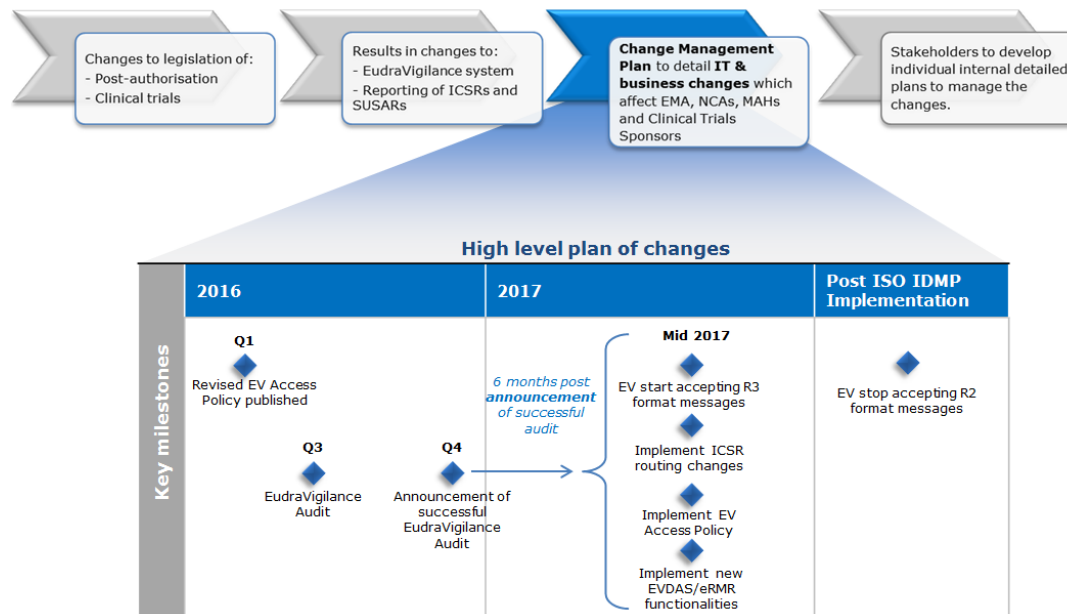 Changes to legislation of:
- Post-authorisation
- Clinical trials
Results in changes to:
- EudraVigilance system
- Reporting of ICSRs and
SUSARs
Change Management
Plan to detail IT &
business changes which
affect EMA, NCAs, MAHs
and Clinical Trials
Sponsors
Stakeholders to develop
individual internal detailed
plans to manage the
changes.
High level plan of changes
Key milestones
2016
2017
Post ISO IDMP
Implementation
Q1
Revised EV Access
Policy published
Q3
EudraVigilance
Audit
Q4
Announcement of
successful
EudraVigilance
Audit
6 months post
announcement
of successful
audit
Mid 2017
EV start accepting R3
format messages
Implement ICSR
routing changes
Implement EV
Access Policy
Implement new
EVDAS/eRMR
functionalities
EV stop accepting R2
format messages